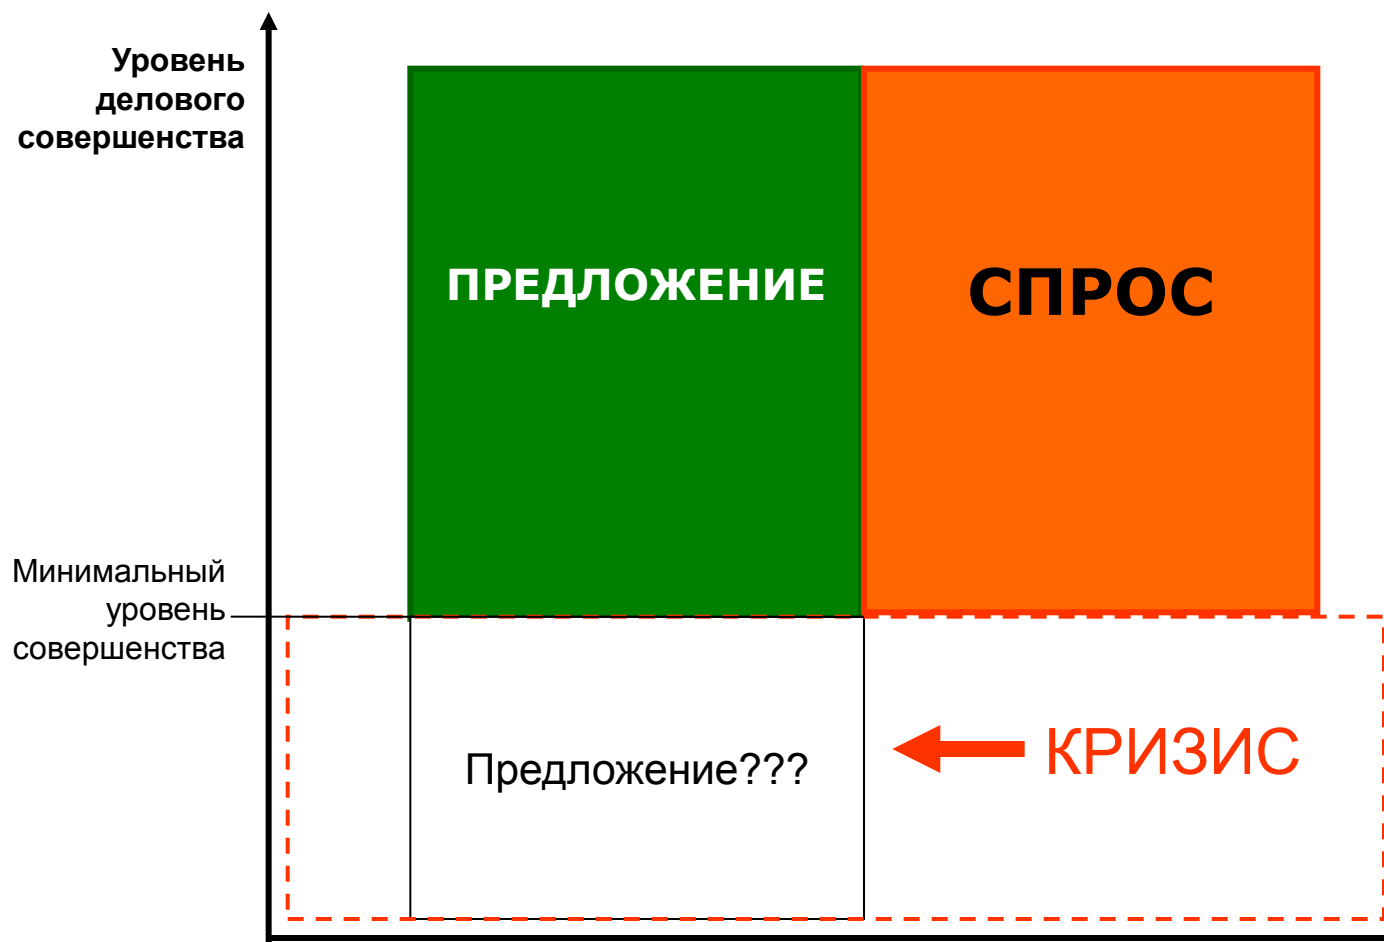 Уровень
делового
совершенства
ПРЕДЛОЖЕНИЕ
СПРОС
Минимальный
уровень
совершенства
Предложение???
КРИЗИС